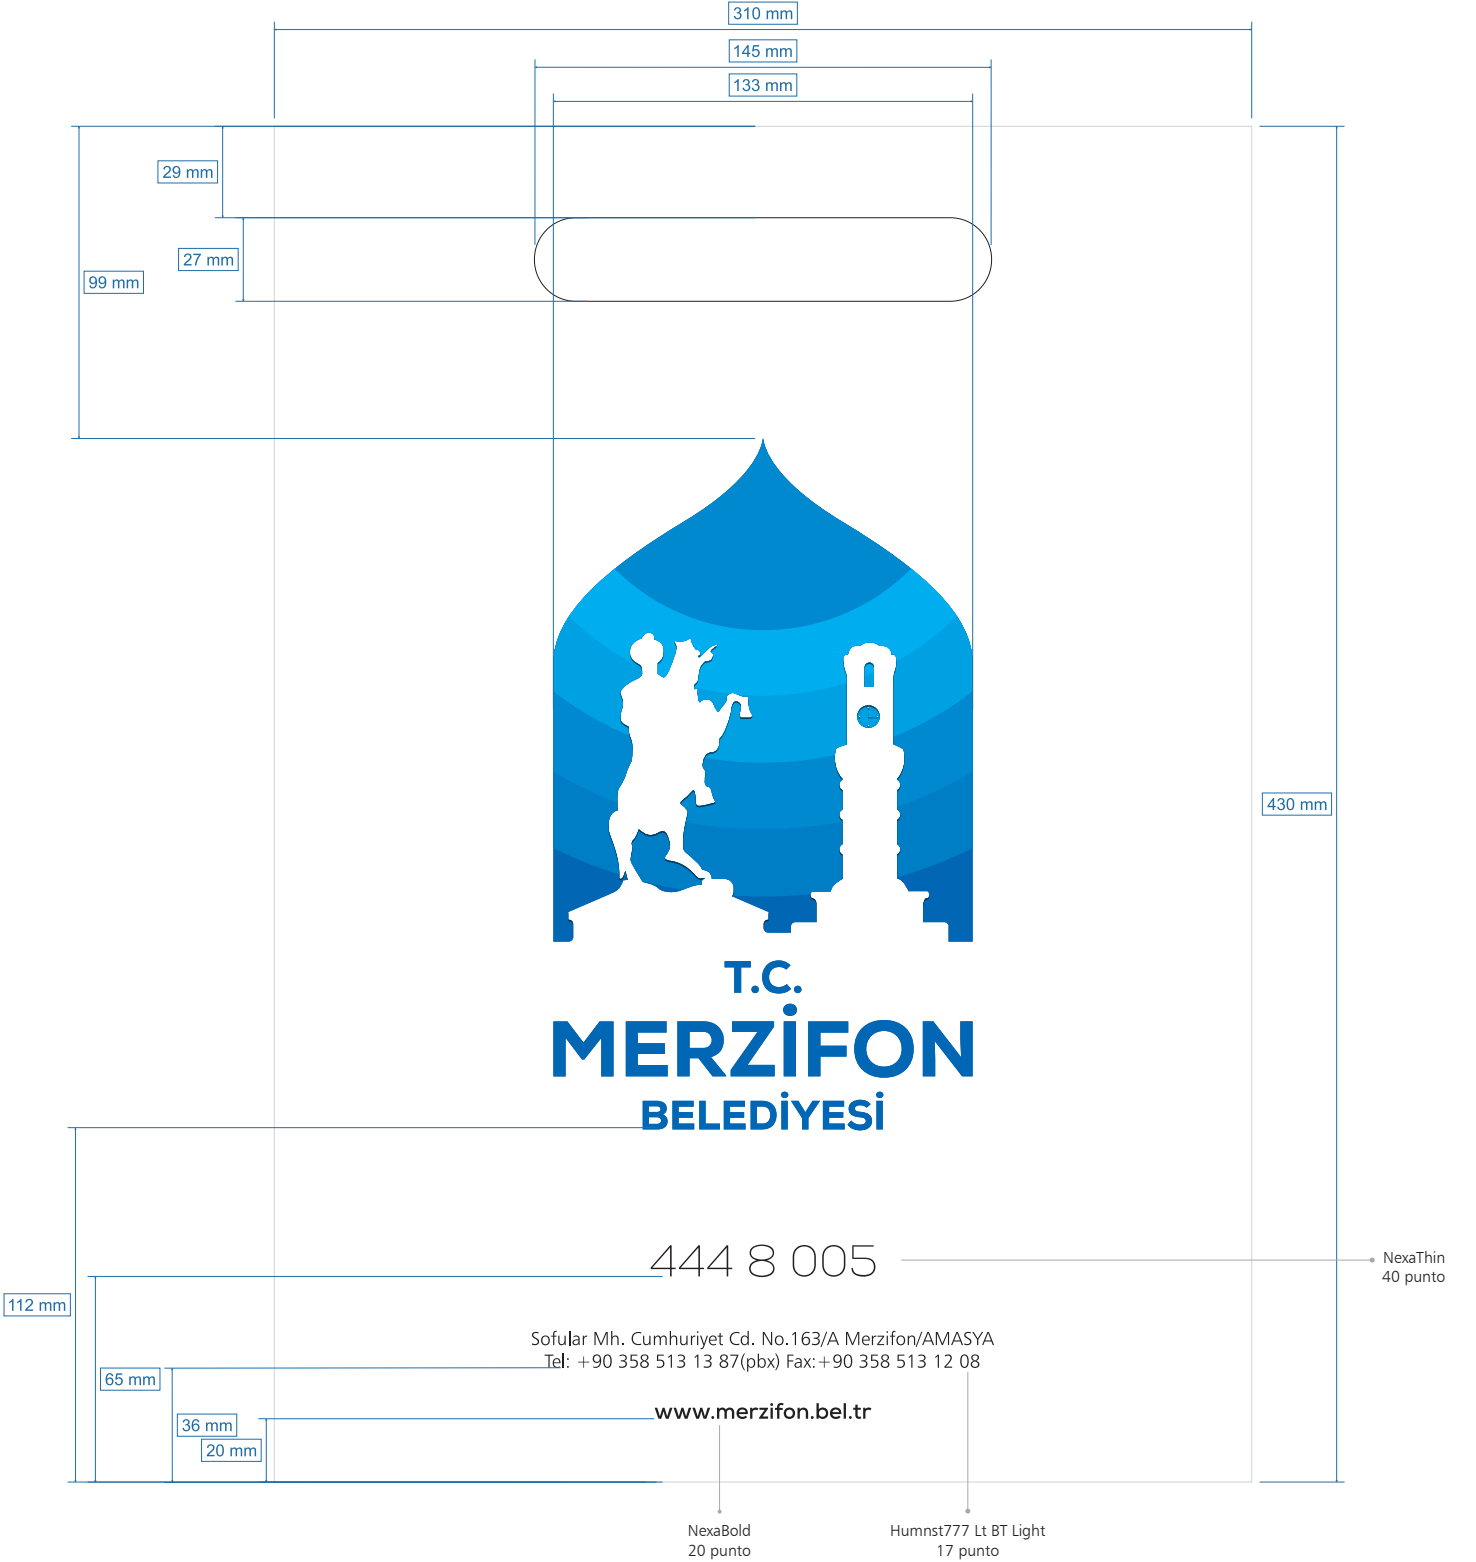 310 mm
145 mm
133 mm
29 mm
27 mm
99 mm
430 mm
T.C.
MERZİFON
BELEDİYESİ
444 8 005
NexaThin
40 punto
112 mm
Sofular Mh. Cumhuriyet Cd. No.163/A Merzifon/AMASYA
Tel: +90 358 513 13 87(pbx) Fax:+90 358 513 12 08
65 mm
www.merzifon.bel.tr
36 mm
20 mm
NexaBold
20 punto
Humnst777 Lt BT Light
17 punto